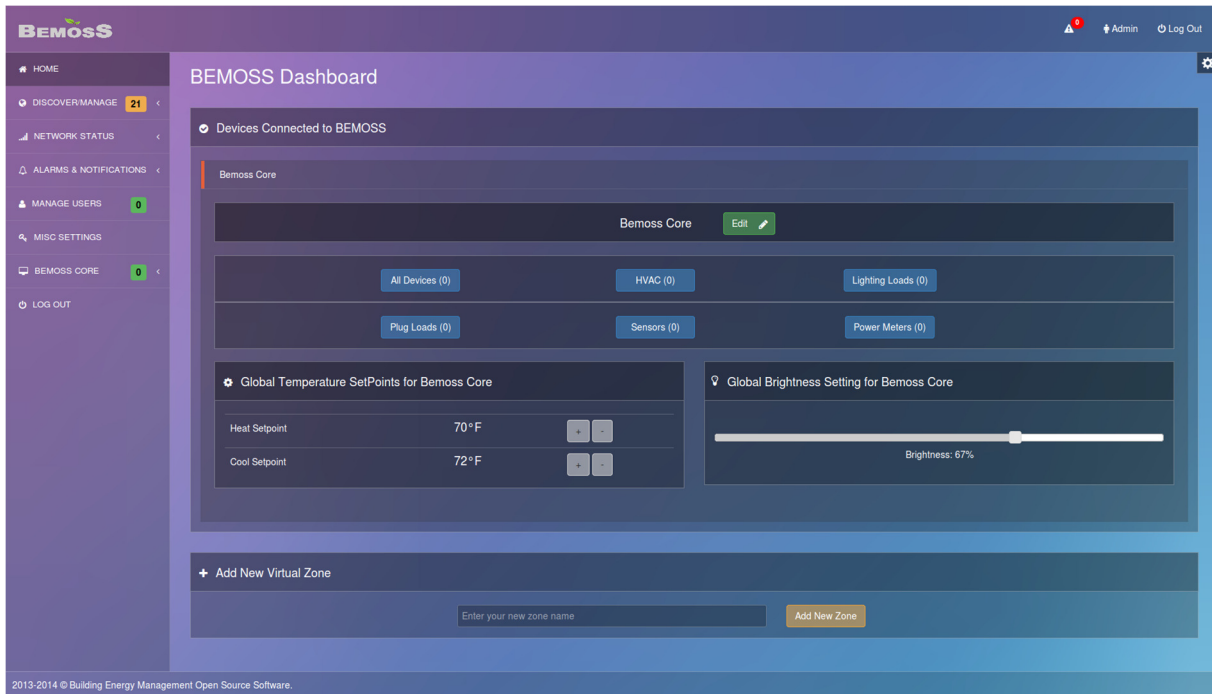 BEMOSS
0
Admin
Log Out
HOME
DISCOVER/MANAGE 21
NETWORK STATUS
ALARMS & NOTIFICATIONS
MANAGE USERS 0
MISC SETTINGS
BEMOSS CORE 0
LOG OUT
BEMOSS Dashboard
Devices Connected to BEMOSS
Bemoss Core
Bemoss Core Edit
All Devices (0) HVAC (0) Lighting Loads (0)
Plug Loads (0) Sensors (0) Power Meters (0)
Global Temperature SetPoints for Bemoss Core
Heat Setpoint 70°F + -
Cool Setpoint 72°F + -
Global Brightness Setting for Bemoss Core
Brightness: 67%
Add New Virtual Zone
Enter your new zone name Add New Zone
2013-2014 © Building Energy Management Open Source Software.